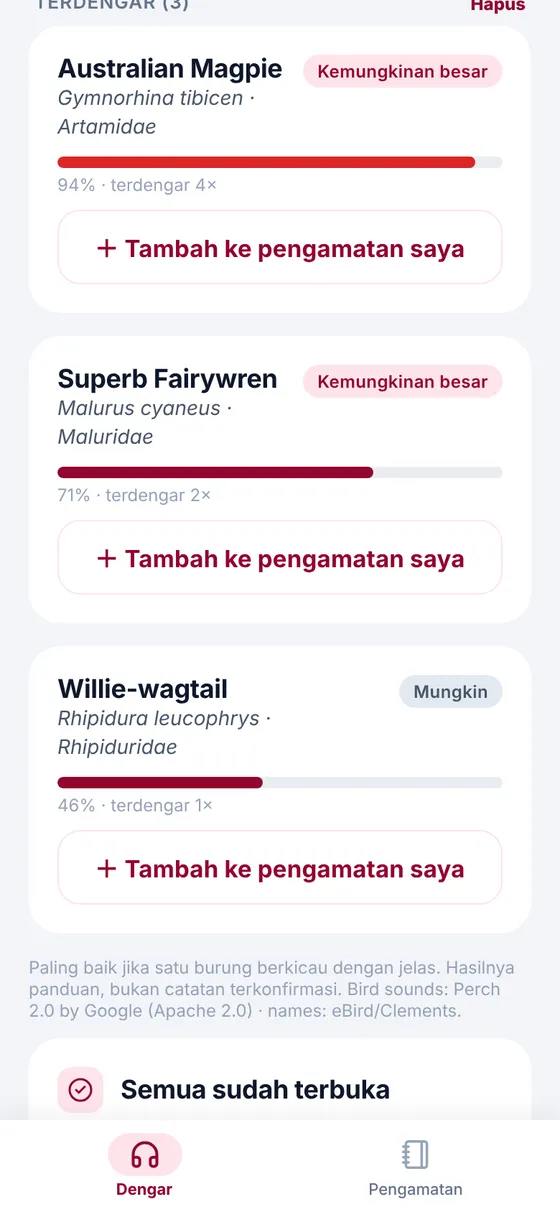 TERDENGAR (3)
Hapus
Australian Magpie
Kemungkinan besar
Gymnorhina tibicen ·
Artamidae
94% · terdengar 4×
+ Tambah ke pengamatan saya
Superb Fairywren
Kemungkinan besar
Malurus cyaneus ·
Maluridae
71% · terdengar 2×
+ Tambah ke pengamatan saya
Willie-wagtail
Mungkin
Rhipidura leucophrys ·
Rhipiduridae
46% · terdengar 1×
+ Tambah ke pengamatan saya
Paling baik jika satu burung berkicau dengan jelas. Hasilnya
panduan, bukan catatan terkonfirmasi. Bird sounds: Perch
2.0 by Google (Apache 2.0) · names: eBird/Clements.
Semua sudah terbuka
Dengar
Pengamatan